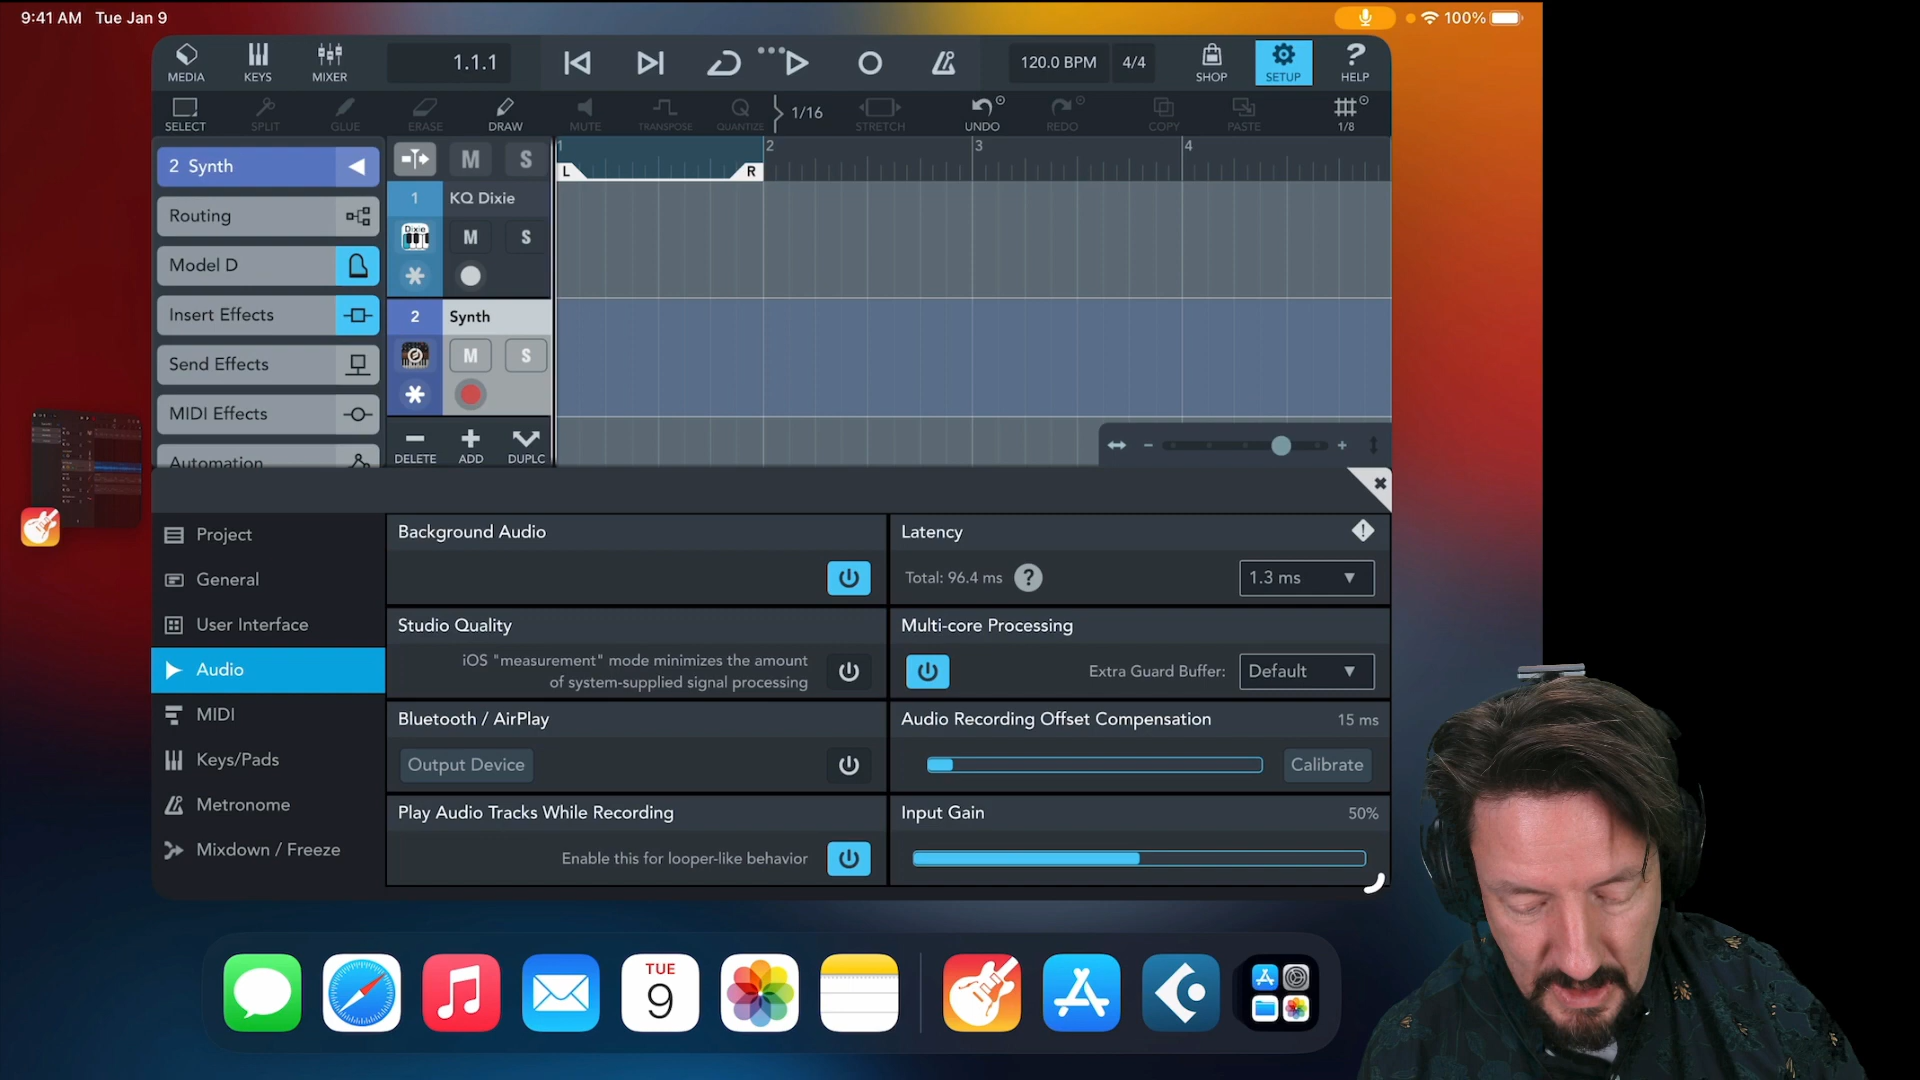 9:41 AM Tue Jan 9
100%
MEDIA
KEYS
MIXER
1.1.1
120.0 BPM
4/4
SHOP
SETUP
HELP
SELECT
SPLIT
GLUE
ERASE
DRAW
MUTE
TRANSPOSE
QUANTIZE
1/16
STRETCH
UNDO
REDO
COPY
PASTE
1/8
2 Synth
Routing
Model D
Insert Effects
Send Effects
MIDI Effects
Automation
M S
1 KQ Dixie
Dixie
M S
2 Synth
M S
DELETE
ADD
DUPLC
1 2 3 4
L R
Project
General
User Interface
Audio
MIDI
Keys/Pads
Metronome
Mixdown / Freeze
Background Audio
Studio Quality
iOS "measurement" mode minimizes the amount
of system-supplied signal processing
Bluetooth / AirPlay
Output Device
Play Audio Tracks While Recording
Enable this for looper-like behavior
Latency
Total: 96.4 ms ?
1.3 ms
Multi-core Processing
Extra Guard Buffer: Default
Audio Recording Offset Compensation 15 ms
Calibrate
Input Gain 50%
TUE
9